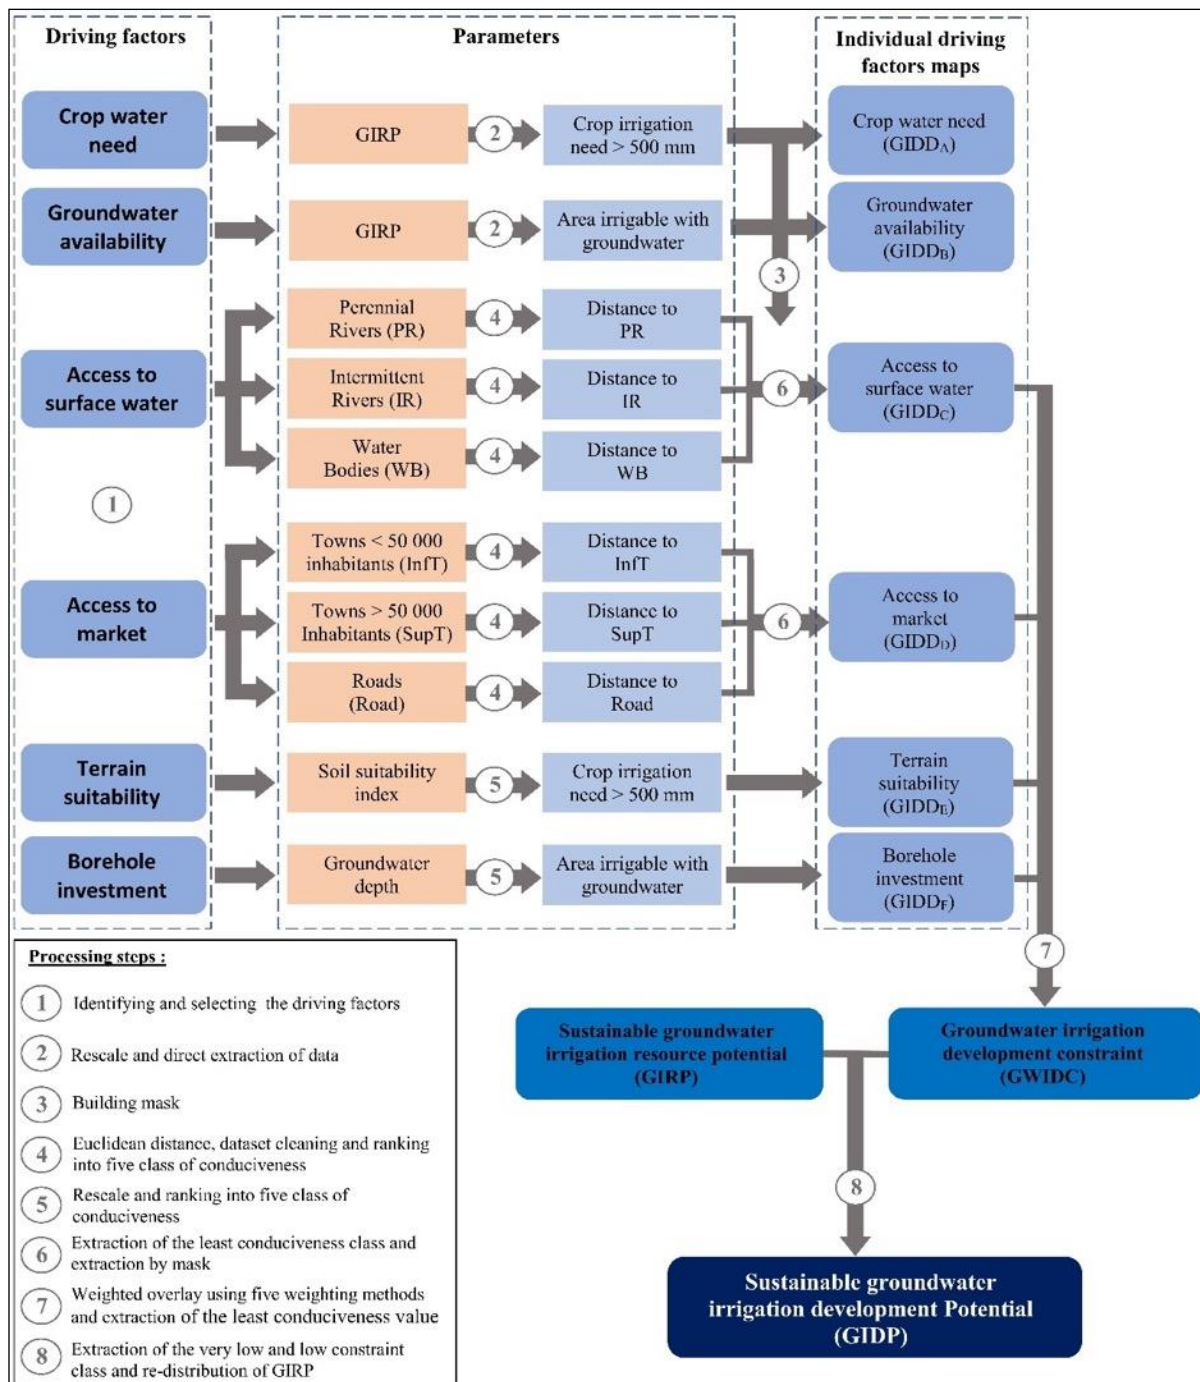 Driving factors
Parameters
Individual driving
factors maps
Crop water
need
GIRP
2
Crop irrigation
need > 500 mm
Crop water need
(GIDDA)
Groundwater
availability
GIRP
2
Area irrigable with
groundwater
Groundwater
availability
(GIDDB)
3
Access to
surface water
Perennial
Rivers (PR)
4
Distance to
PR
Intermittent
Rivers (IR)
4
Distance to
IR
Water
Bodies (WB)
4
Distance to
WB
6
Access to
surface water
(GIDDC)
1
Access to
market
Towns < 50 000
inhabitants (InfT)
4
Distance to
InfT
Towns > 50 000
Inhabitants (SupT)
4
Distance to
SupT
Roads
(Road)
4
Distance to
Road
6
Access to
market
(GIDDD)
Terrain
suitability
Soil suitability
index
5
Crop irrigation
need > 500 mm
Terrain
suitability
(GIDDE)
Borehole
investment
Groundwater
depth
5
Area irrigable with
groundwater
Borehole
investment
(GIDDF)
7
Sustainable groundwater
irrigation resource potential
(GIRP)
Groundwater irrigation
development constraint
(GWIDC)
8
Sustainable groundwater
irrigation development Potential
(GIDP)
Processing steps :
1 Identifying and selecting the driving factors
2 Rescale and direct extraction of data
3 Building mask
4 Euclidean distance, dataset cleaning and ranking
into five class of conduciveness
5 Rescale and ranking into five class of
conduciveness
6 Extraction of the least conduciveness class and
extraction by mask
7 Weighted overlay using five weighting methods
and extraction of the least conduciveness value
8 Extraction of the very low and low constraint
class and re-distribution of GIRP